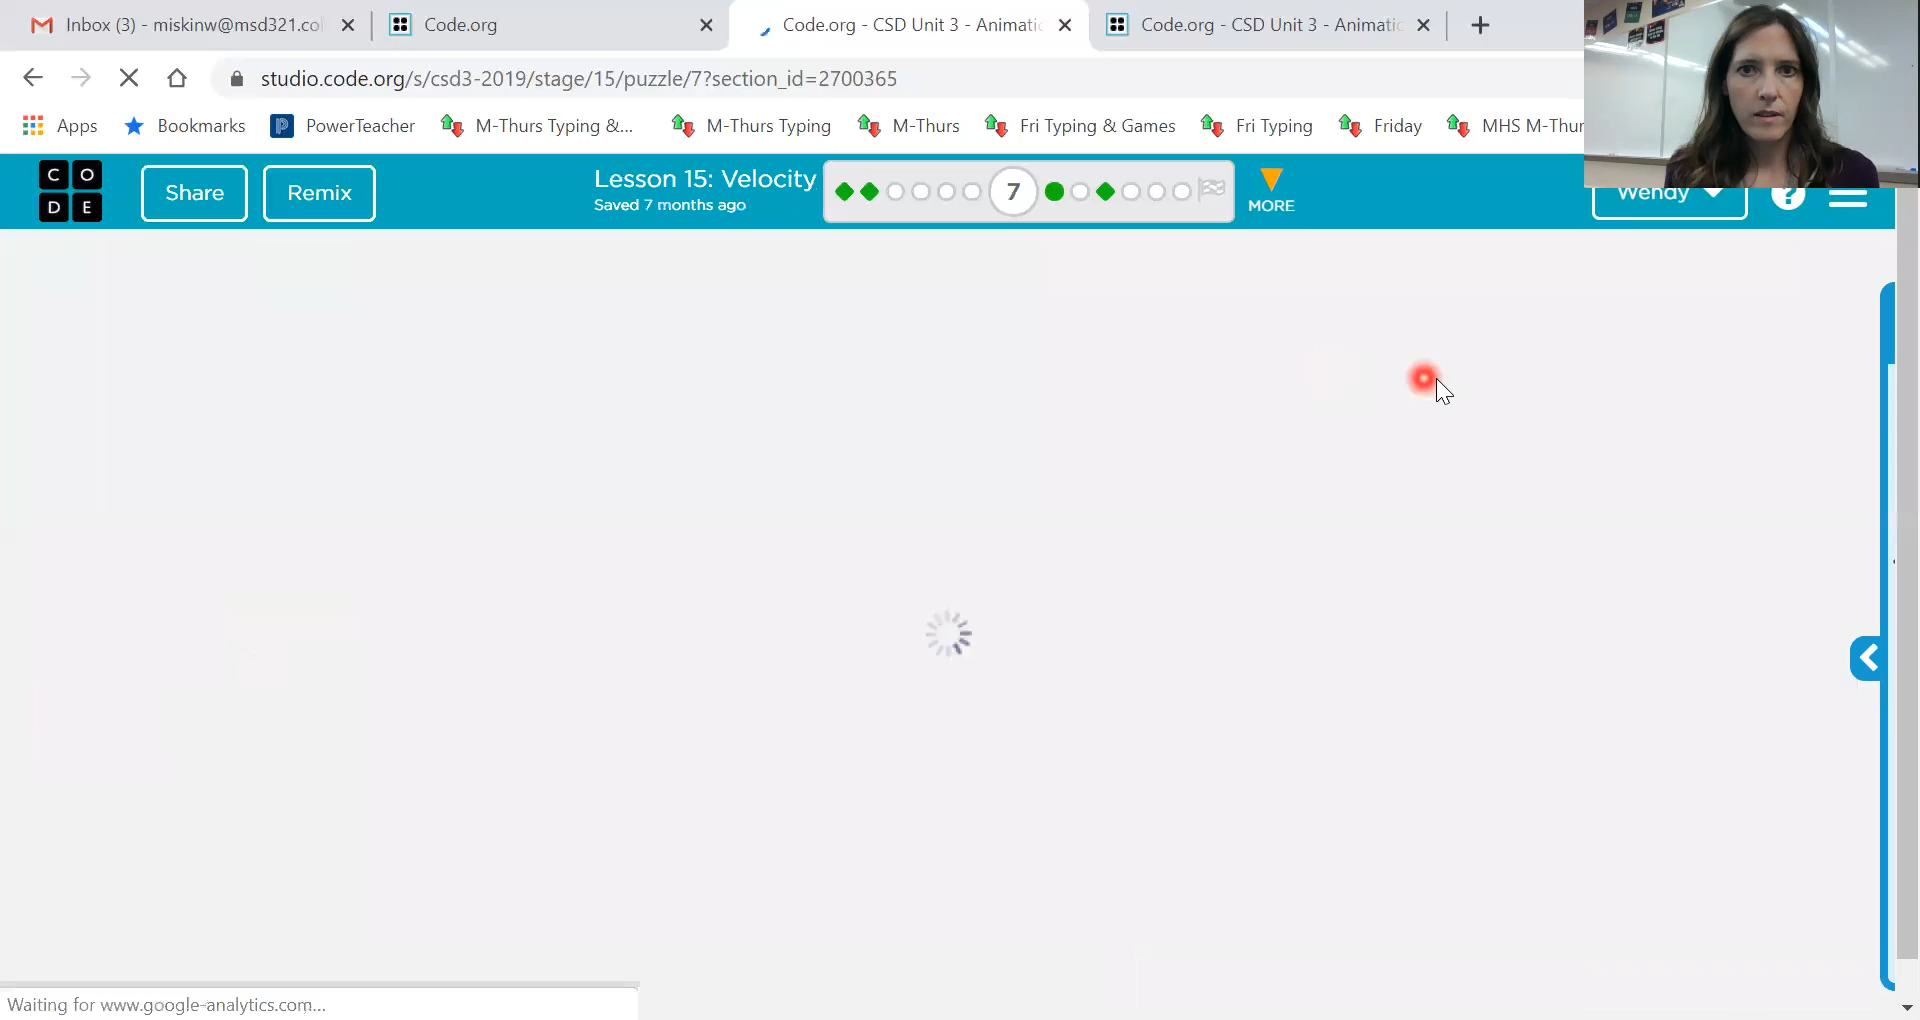 Inbox (3) - miskinw@msd321.co
Code.org
Code.org - CSD Unit 3 - Animatic
Code.org - CSD Unit 3 - Animatic
studio.code.org/s/csd3-2019/stage/15/puzzle/7?section_id=2700365
Apps
Bookmarks
PowerTeacher
M-Thurs Typing &...
M-Thurs Typing
M-Thurs
Fri Typing & Games
Fri Typing
Friday
MHS M-Thur
C O
D E
Share
Remix
Lesson 15: Velocity
Saved 7 months ago
7
MORE
Wendy
?
Waiting for www.google-analytics.com...